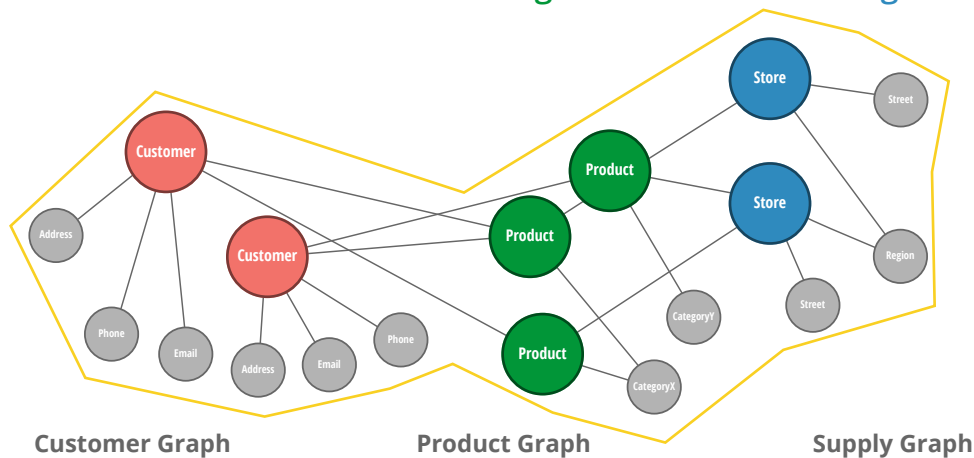 Store
Street
Customer
Product
Store
Product
Address
Customer
Region
Street
CategoryY
Phone
Phone
Email
Product
Email
Address
CategoryX
Customer Graph
Product Graph
Supply Graph